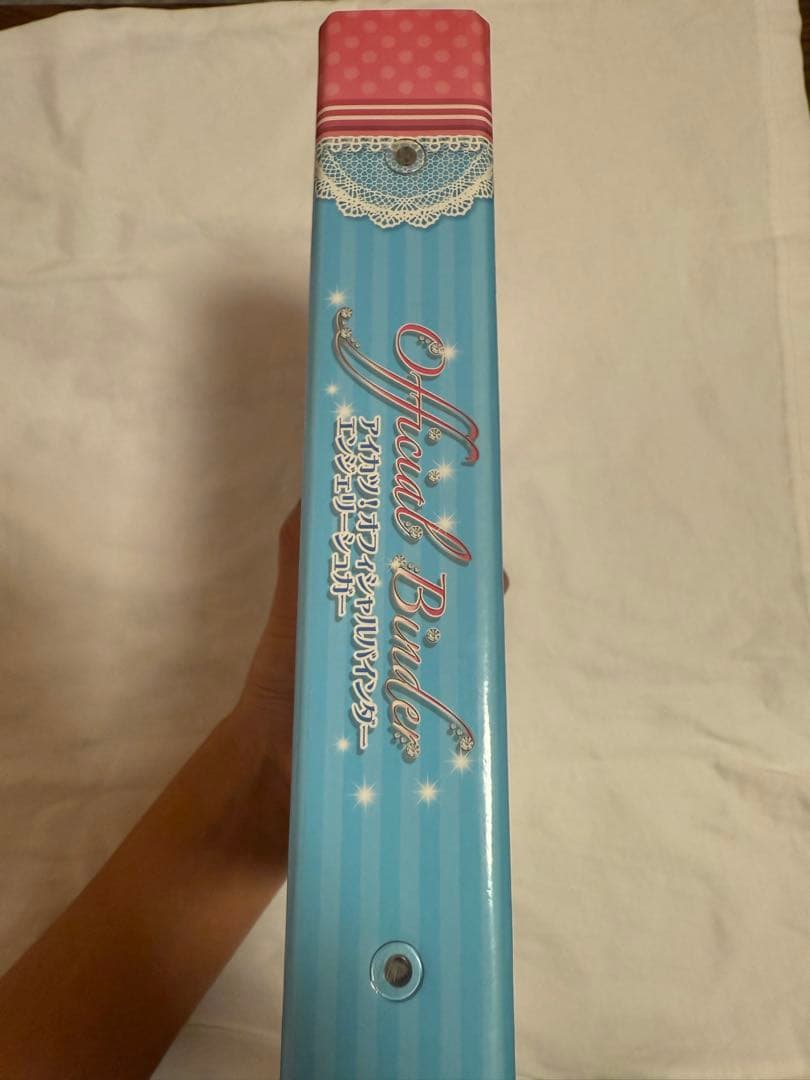 Official Binder
アイカツ！オフィシャルバインダー
エンジェリーシュガー